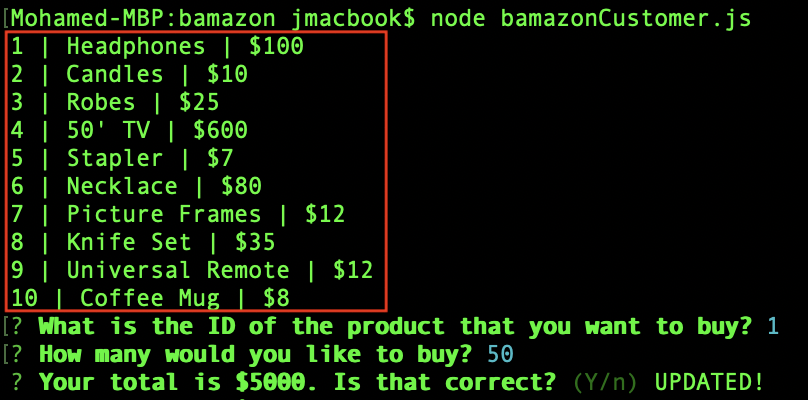 [Mohamed-MBP:bamazon jmacbook$ node bamazonCustomer.js
1 | Headphones | $100
2 | Candles | $10
3 | Robes | $25
4 | 50' TV | $600
5 | Stapler | $7
6 | Necklace | $80
7 | Picture Frames | $12
8 | Knife Set | $35
9 | Universal Remote | $12
10 | Coffee Mug | $8
[? What is the ID of the product that you want to buy? 1
[? How many would you like to buy? 50
? Your total is $5000. Is that correct? (Y/n) UPDATED!